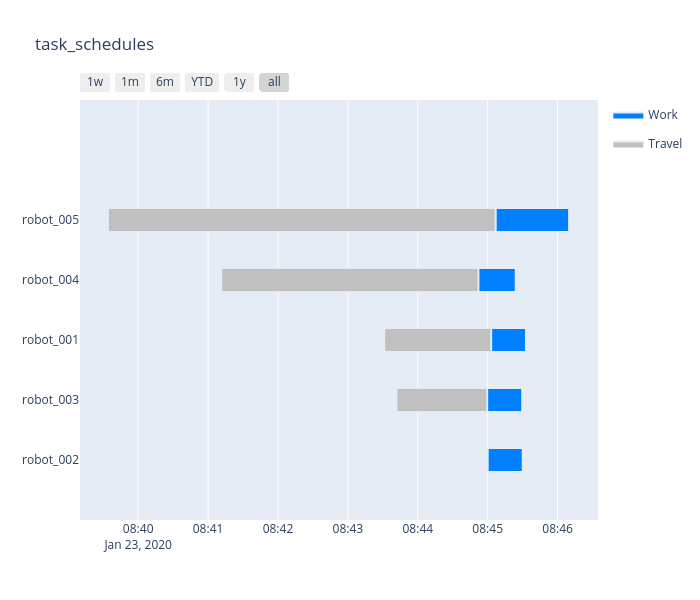 task_schedules
1w 1m 6m YTD 1y all
Work
Travel
robot_005
robot_004
robot_001
robot_003
robot_002
08:40 08:41 08:42 08:43 08:44 08:45 08:46
Jan 23, 2020